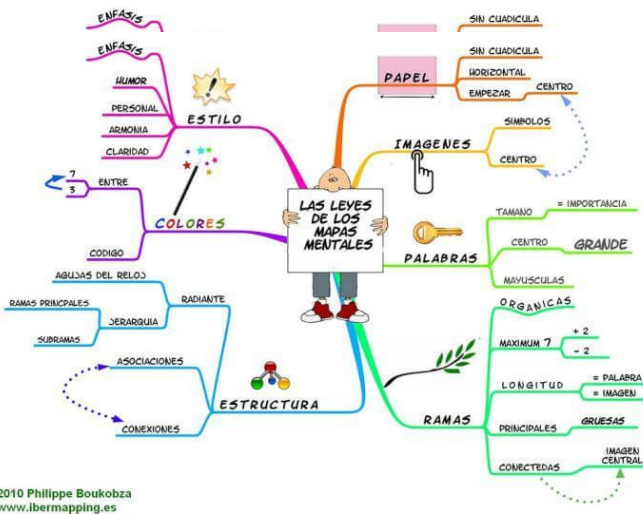 LAS LEYES
DE LOS
MAPAS
MENTALES
PAPEL
SIN CUADICULA
SIN CUADICULA
HORIZONTAL
EMPEZAR
CENTRO
IMAGENES
SIMBOLOS
CENTRO
PALABRAS
TAMANO
= IMPORTANCIA
CENTRO
GRANDE
MAYUSCULAS
RAMAS
ORGANICAS
MAXIMUM 7
+ 2
- 2
LONGITUD
= PALABRA
= IMAGEN
PRINCIPALES
GRUESAS
CONECTEDAS
IMAGEN
CENTRAL
ESTRUCTURA
RADIANTE
AGUJAS DEL RELOJ
JERARQUIA
RAMAS PRINCPALES
SUBRAMAS
ASOCIACIONES
CONEXIONES
COLORES
ENTRE
7
3
CODIGO
ESTILO
ENFASIS
ENFASIS
HUMOR
PERSONAL
ARMONIA
CLARIDAD
2010 Philippe Boukobza
www.ibermapping.es